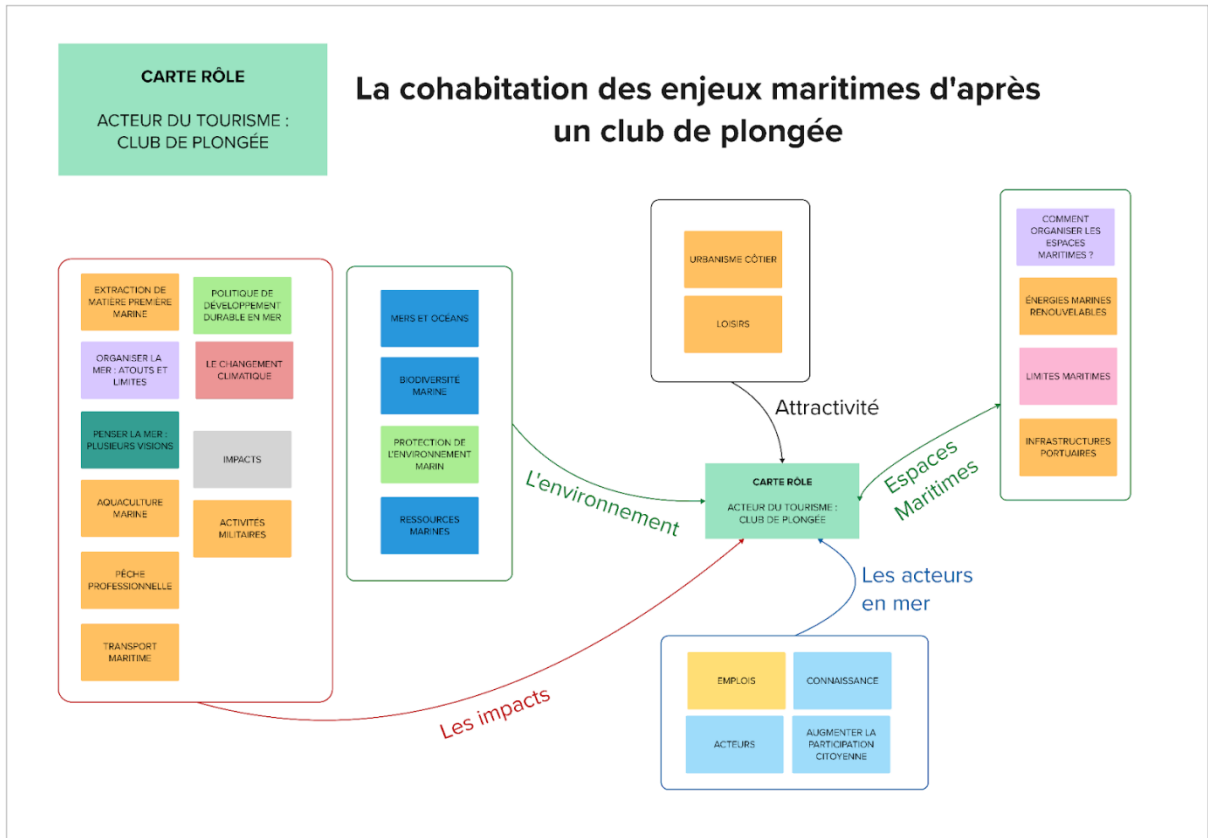 CARTE RÔLE
ACTEUR DU TOURISME :
CLUB DE PLONGÉE
La cohabitation des enjeux maritimes d'après
un club de plongée
EXTRACTION DE
MATIÈRE PREMIÈRE
MARINE
POLITIQUE DE
DÉVELOPPEMENT
DURABLE EN MER
ORGANISER LA
MER : ATOUTS ET
LIMITES
LE CHANGEMENT
CLIMATIQUE
PENSER LA MER :
PLUSIEURS VISIONS
IMPACTS
AQUACULTURE
MARINE
ACTIVITÉS
MILITAIRES
PÊCHE
PROFESSIONNELLE
TRANSPORT
MARITIME
MERS ET OCÉANS
BIODIVERSITÉ
MARINE
PROTECTION DE
L'ENVIRONNEMENT
MARIN
RESSOURCES
MARINES
URBANISME CÔTIER
LOISIRS
COMMENT
ORGANISER LES
ESPACES
MARITIMES ?
ÉNERGIES MARINES
RENOUVELABLES
LIMITES MARITIMES
INFRASTRUCTURES
PORTUAIRES
Attractivité
L'environnement
Espaces
Maritimes
CARTE RÔLE
ACTEUR DU TOURISME :
CLUB DE PLONGÉE
Les acteurs
en mer
Les impacts
EMPLOIS
CONNAISSANCE
ACTEURS
AUGMENTER LA
PARTICIPATION
CITOYENNE